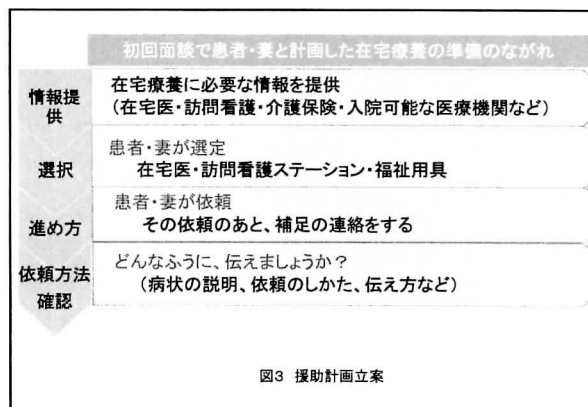 初回面談で患者・妻と計画した在宅療養の準備のながれ
情報提
供
在宅療養に必要な情報を提供
(在宅医・訪問看護・介護保険・入院可能な医療機関など)
選択
患者・妻が選定
在宅医・訪問看護ステーション・福祉用具
進め方
患者・妻が依頼
その依頼のあと、補足の連絡をする
依頼方法
確認
どんなふうに、伝えましょうか?
(病状の説明、依頼のしかた、伝え方など)
図3 援助計画立案